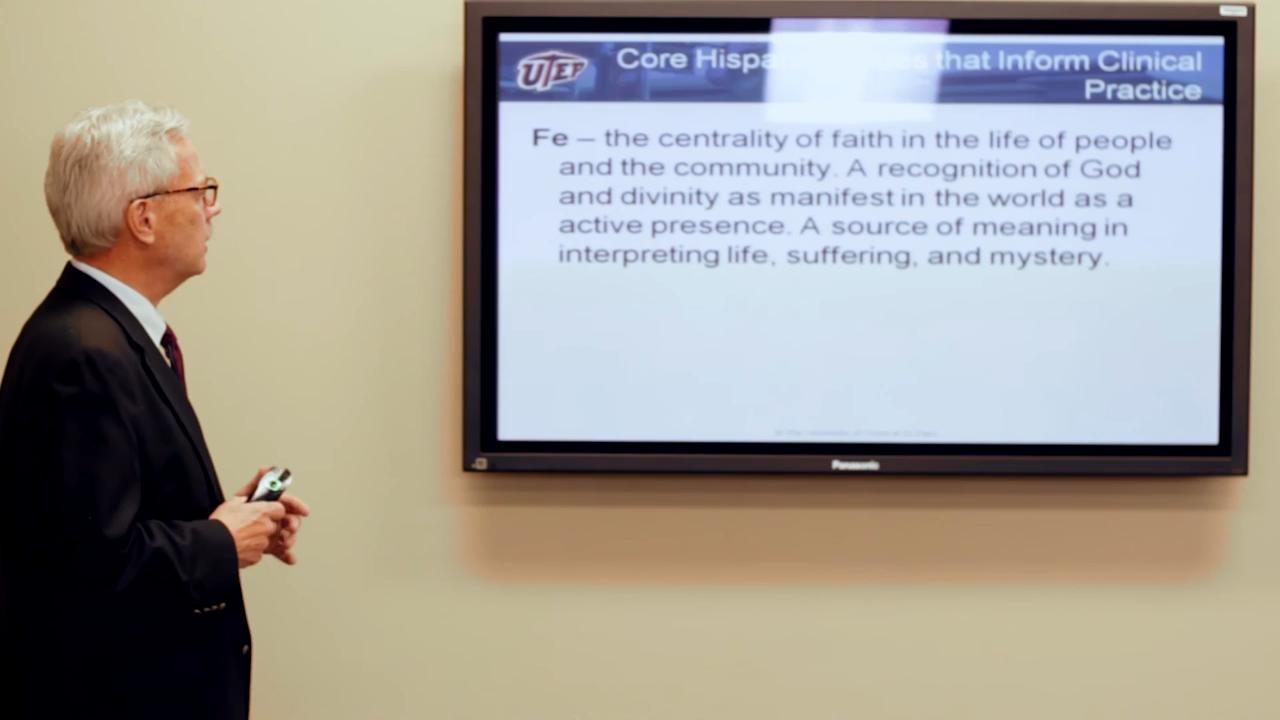 UTEP
Core Hispa ues that Inform Clinical
Practice
Fe – the centrality of faith in the life of people
and the community. A recognition of God
and divinity as manifest in the world as a
active presence. A source of meaning in
interpreting life, suffering, and mystery.
Panasonic